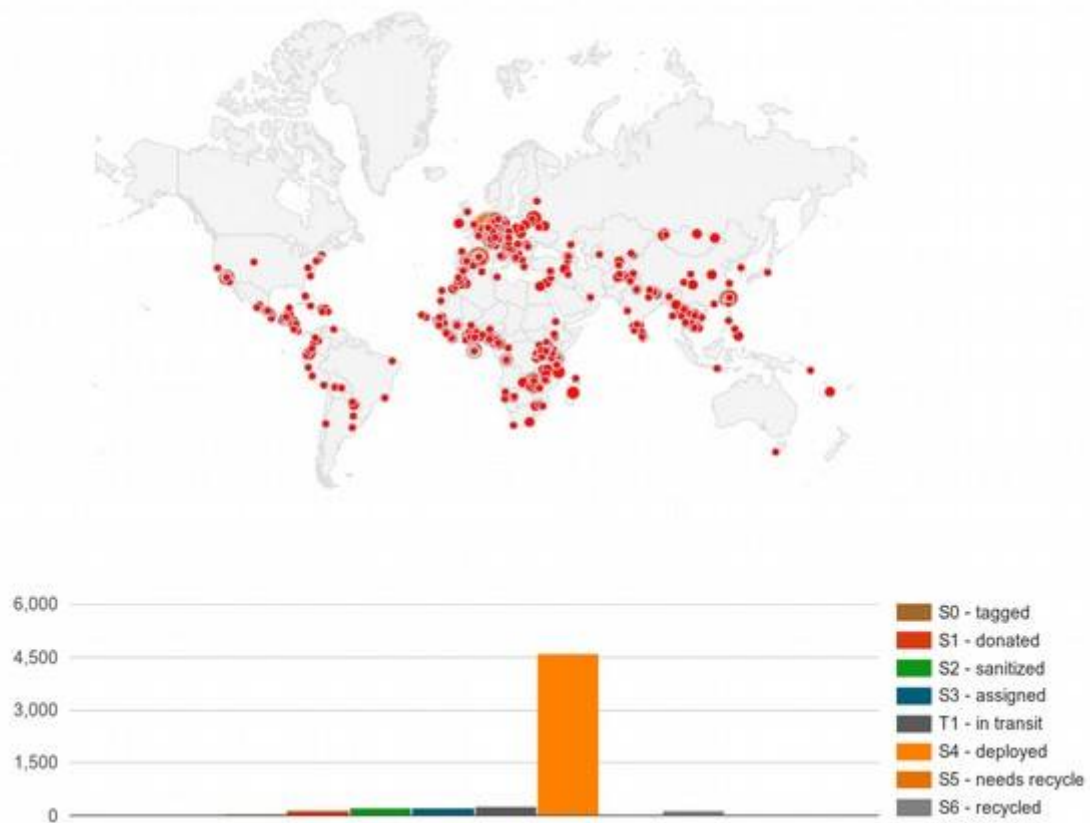 6,000
4,500
3,000
1,500
0
S0 - tagged
S1 - donated
S2 - sanitized
S3 - assigned
T1 - in transit
S4 - deployed
S5 - needs recycle
S6 - recycled